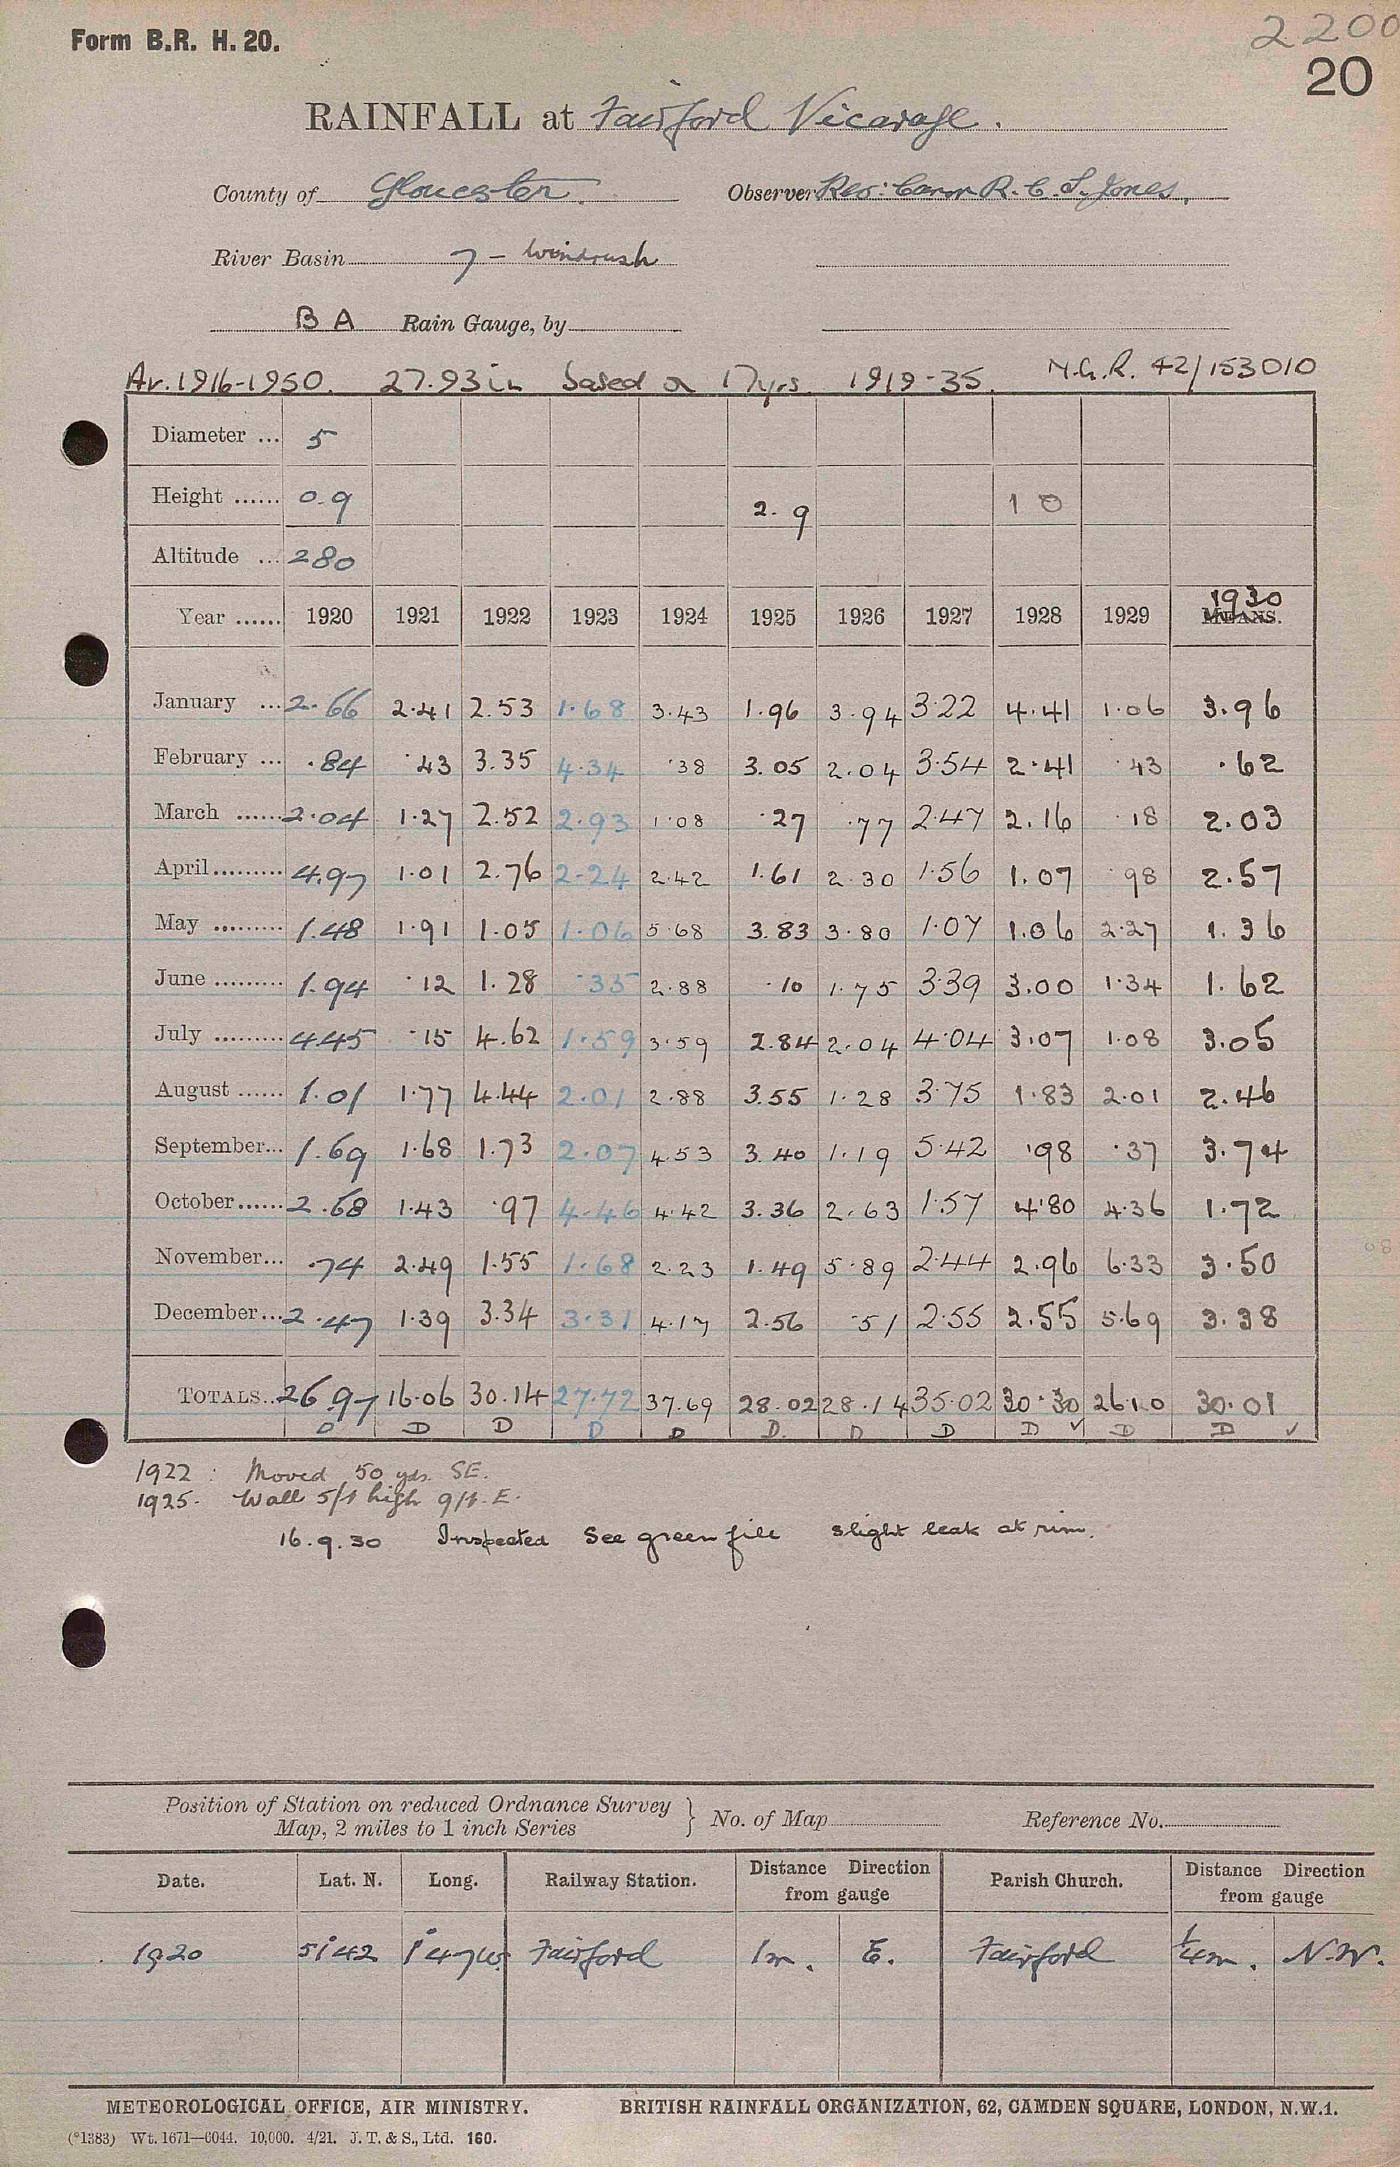 Form B.R. H. 20.
2200
20
RAINFALL at Fairford Vicarage.
County of Gloucester. Observer Rev: Canon R. C. S. Jones,
River Basin 7 - Windrush
B A Rain Gauge, by
Av. 1916-1950. 27.93 in based on 17 yrs. 1919-35. N.G.R. 42/153010
Diameter ... 5
Height ...... 0.9 2.9 1 0
Altitude ... 280
Year ...... 1920 1921 1922 1923 1924 1925 1926 1927 1928 1929 MEANS. 1930
January ... 2.66 2.41 2.53 1.68 3.43 1.96 3.94 3.22 4.41 1.06 3.96
February ... .84 .43 3.35 4.34 .38 3.05 2.04 3.54 2.41 .43 .62
March ...... 2.04 1.27 2.52 2.93 1.08 .27 .77 2.47 2.16 .18 2.03
April ......... 4.97 1.01 2.76 2.24 2.42 1.61 2.30 1.56 1.07 .98 2.57
May ......... 1.48 1.91 1.05 1.06 5.68 3.83 3.80 1.07 1.06 2.27 1.36
June ......... 1.94 .12 1.28 .35 2.88 .10 1.75 3.39 3.00 1.34 1.62
July ......... 4.45 .15 4.62 1.59 3.59 2.84 2.04 4.04 3.07 1.08 3.05
August ...... 1.01 1.77 4.44 2.01 2.88 3.55 1.28 3.75 1.83 2.01 2.46
September... 1.69 1.68 1.73 2.07 4.53 3.40 1.19 5.42 .98 .37 3.74
October...... 2.68 1.43 .97 4.46 4.42 3.36 2.63 1.57 4.80 4.36 1.72
November... .74 2.49 1.55 1.68 2.23 1.49 5.89 2.44 2.96 6.33 3.50
December... 2.47 1.39 3.34 3.31 4.17 2.56 .51 2.55 2.55 5.69 3.38
TOTALS... 26.97 16.06 30.14 27.72 37.69 28.02 28.14 35.02 30.30 26.10 30.01
D D D D D D. D D D ✓ D D ✓
1922 : Moved 50 yds. SE.
1925. Wall 5ft high 9ft. E.
16.9.30 Inspected See green file slight leak at rim.
Position of Station on reduced Ordnance Survey
Map, 2 miles to 1 inch Series } No. of Map Reference No.
Date. Lat. N. Long. Railway Station. Distance Direction from gauge Parish Church. Distance Direction from gauge
1920 51°42 1°47W. Fairford 1m. E. Fairford ¼m. N.W.
METEOROLOGICAL OFFICE, AIR MINISTRY. BRITISH RAINFALL ORGANIZATION, 62, CAMDEN SQUARE, LONDON, N.W.1.
(*1383) Wt. 1671—6044. 10,000. 4/21. J. T. & S., Ltd. 160.